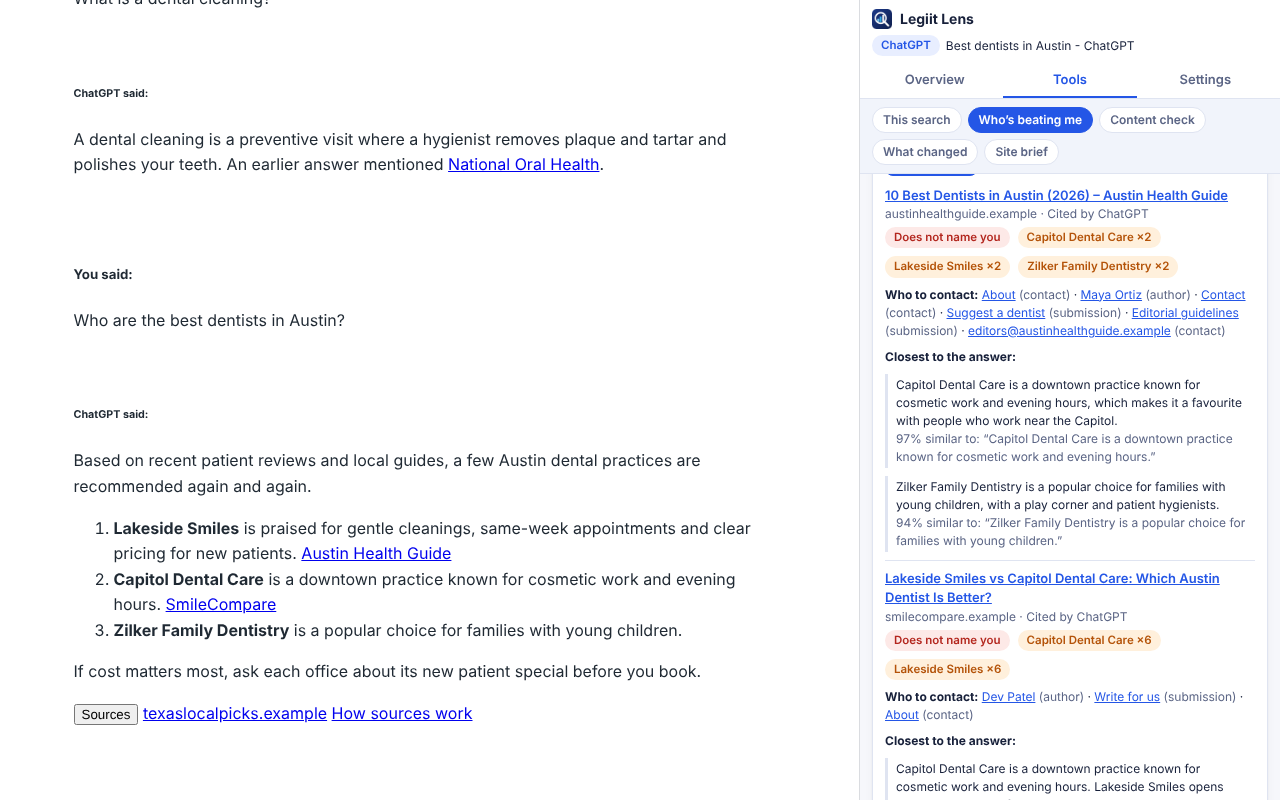 What is a dental cleaning?
ChatGPT said:
A dental cleaning is a preventive visit where a hygienist removes plaque and tartar and
polishes your teeth. An earlier answer mentioned National Oral Health.
You said:
Who are the best dentists in Austin?
ChatGPT said:
Based on recent patient reviews and local guides, a few Austin dental practices are
recommended again and again.
1. Lakeside Smiles is praised for gentle cleanings, same-week appointments and clear
pricing for new patients. Austin Health Guide
2. Capitol Dental Care is a downtown practice known for cosmetic work and evening
hours. SmileCompare
3. Zilker Family Dentistry is a popular choice for families with young children.
If cost matters most, ask each office about its new patient special before you book.
Sources texaslocalpicks.example How sources work
Legiit Lens
ChatGPT Best dentists in Austin - ChatGPT
Overview Tools Settings
This search Who’s beating me Content check
What changed Site brief
10 Best Dentists in Austin (2026) – Austin Health Guide
austinhealthguide.example · Cited by ChatGPT
Does not name you Capitol Dental Care ×2
Lakeside Smiles ×2 Zilker Family Dentistry ×2
Who to contact: About (contact) · Maya Ortiz (author) · Contact
(contact) · Suggest a dentist (submission) · Editorial guidelines
(submission) · editors@austinhealthguide.example (contact)
Closest to the answer:
Capitol Dental Care is a downtown practice known for
cosmetic work and evening hours, which makes it a favourite
with people who work near the Capitol.
97% similar to: “Capitol Dental Care is a downtown practice
known for cosmetic work and evening hours.”
Zilker Family Dentistry is a popular choice for families with
young children, with a play corner and patient hygienists.
94% similar to: “Zilker Family Dentistry is a popular choice for
families with young children.”
Lakeside Smiles vs Capitol Dental Care: Which Austin
Dentist Is Better?
smilecompare.example · Cited by ChatGPT
Does not name you Capitol Dental Care ×6
Lakeside Smiles ×6
Who to contact: Dev Patel (author) · Write for us (submission) ·
About (contact)
Closest to the answer:
Capitol Dental Care is a downtown practice known for
cosmetic work and evening hours. Lakeside Smiles opens